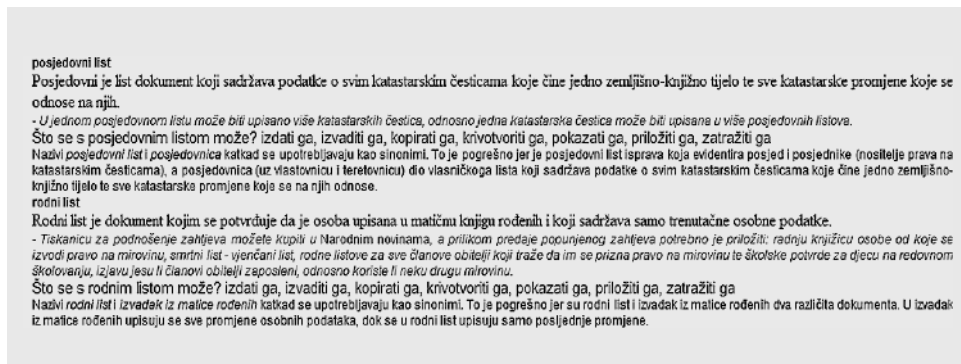 posjedovni list
Posjedovni je list dokument koji sadržava podatke o svim katastarskim česticama koje čine jedno zemljišno-knjižno tijelo te sve katastarske promjene koje se
odnose na njih.
- U jednom posjedovnom listu može biti upisano više katastarskih čestica, odnosno jedna katastarska čestica može biti upisana u više posjedovnih listova.
Što se s posjedovnim listom može? izdati ga, izvaditi ga, kopirati ga, krivotvoriti ga, pokazati ga, priložiti ga, zatražiti ga
Nazivi posjedovni list i posjedovnica katkad se upotrebljavaju kao sinonimi. To je pogrešno jer je posjedovni list isprava koja evidentira posjed i posjednike (nositelje prava na
katastarskim česticama), a posjedovnica (uz vlastovnicu i teretovnicu) dio vlasničkoga lista koji sadržava podatke o svim katastarskim česticama koje čine jedno zemljišno-
knjižno tijelo te sve katastarske promjene koje se na njih odnose.
rodni list
Rodni list je dokument kojim se potvrđuje da je osoba upisana u matičnu knjigu rođenih i koji sadržava samo trenutačne osobne podatke.
- Tiskanicu za podnošenje zahtjeva možete kupiti u Narodnim novinama, a prilikom predaje popunjenog zahtjeva potrebno je priložiti: radnju knjižicu osobe od koje se
izvodi pravo na mirovinu, smrtni list - vjenčani list, rodne listove za sve članove obitelji koji traže da im se prizna pravo na mirovinu te školske potvrde za djecu na redovnom
školovanju, izjavu jesu li članovi obitelji zaposleni, odnosno koriste li neku drugu mirovinu.
Što se s rodnim listom može? izdati ga, izvaditi ga, kopirati ga, krivotvoriti ga, pokazati ga, priložiti ga, zatražiti ga
Nazivi rodni list i izvadak iz matice rođenih katkad se upotrebljavaju kao sinonimi. To je pogrešno jer su rodni list i izvadak iz matice rođenih dva različita dokumenta. U izvadak
iz matice rođenih upisuju se sve promjene osobnih podataka, dok se u rodni list upisuju samo posljednje promjene.